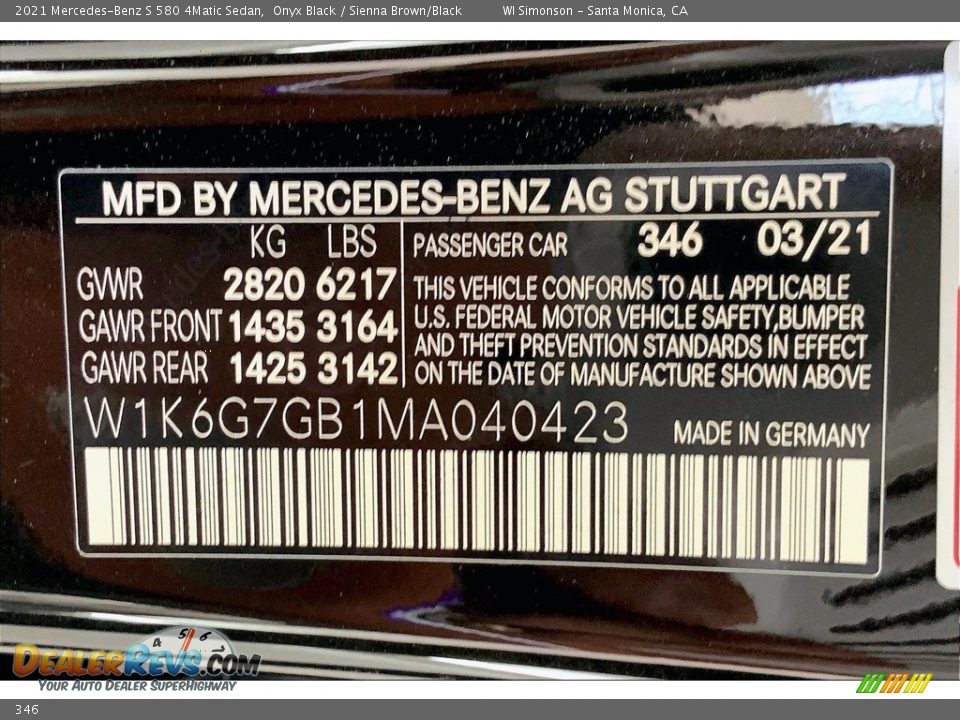 2021 Mercedes-Benz S 580 4Matic Sedan, Onyx Black / Sienna Brown/Black WI Simonson - Santa Monica, CA
MFD BY MERCEDES-BENZ AG STUTTGART
KG LBS
GVWR 2820 6217
GAWR FRONT 1435 3164
GAWR REAR 1425 3142
PASSENGER CAR 346 03/21
THIS VEHICLE CONFORMS TO ALL APPLICABLE
U.S. FEDERAL MOTOR VEHICLE SAFETY,BUMPER
AND THEFT PREVENTION STANDARDS IN EFFECT
ON THE DATE OF MANUFACTURE SHOWN ABOVE
W1K6G7GB1MA040423
MADE IN GERMANY
4 5 6
DEALERREVS.COM
YOUR AUTO DEALER SUPERHIGHWAY
346